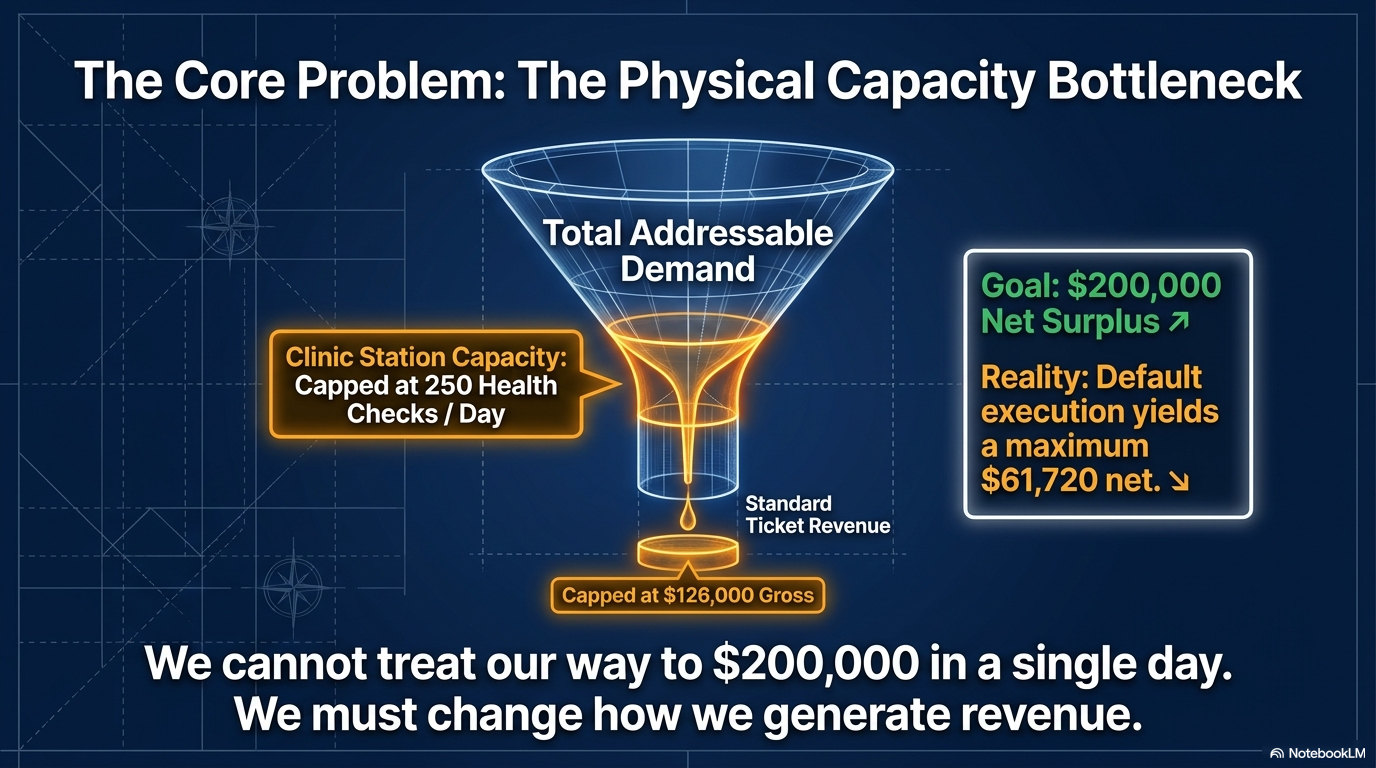 The Core Problem: The Physical Capacity Bottleneck
Total Addressable
Demand
Clinic Station Capacity:
Capped at 250 Health
Checks / Day
Goal: $200,000
Net Surplus ↗
Reality: Default
execution yields
a maximum
$61,720 net. ↘
Standard
Ticket Revenue
Capped at $126,000 Gross
We cannot treat our way to $200,000 in a single day.
We must change how we generate revenue.
NotebookLM